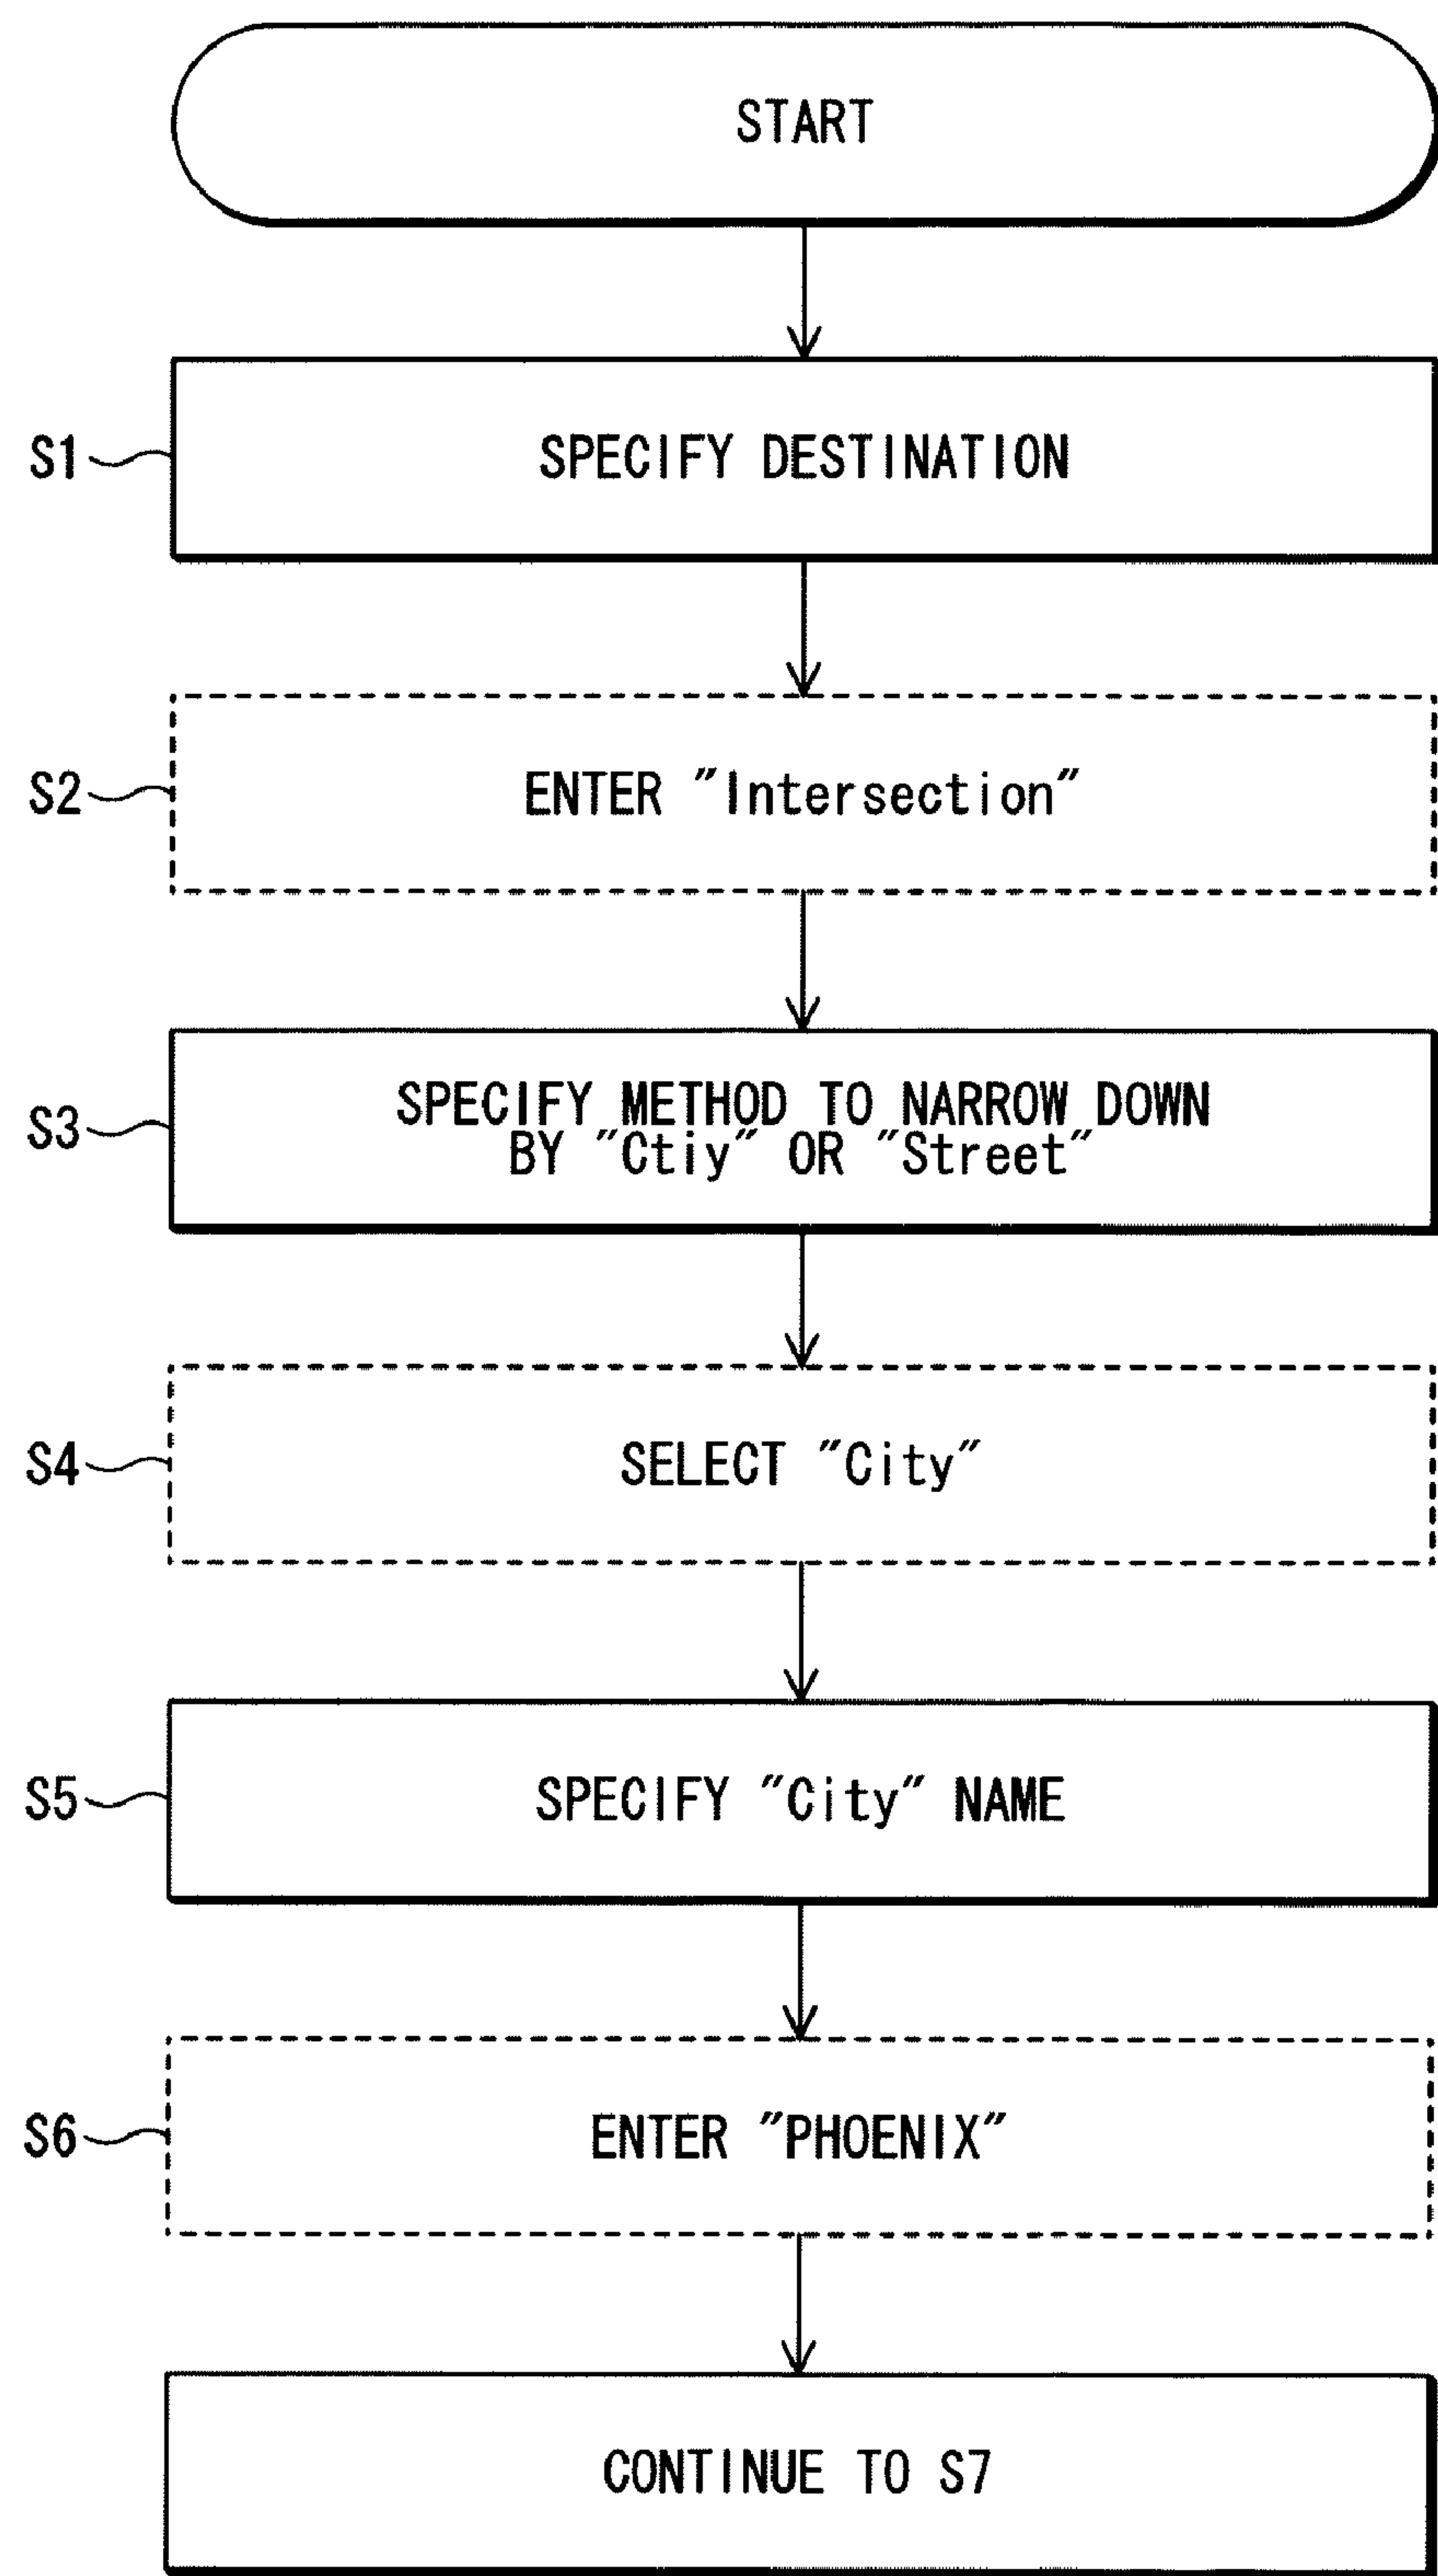 START
S1
SPECIFY DESTINATION
S2
ENTER "Intersection"
S3
SPECIFY METHOD TO NARROW DOWN
BY "Ctiy" OR "Street"
S4
SELECT "City"
S5
SPECIFY "City" NAME
S6
ENTER "PHOENIX"
CONTINUE TO S7